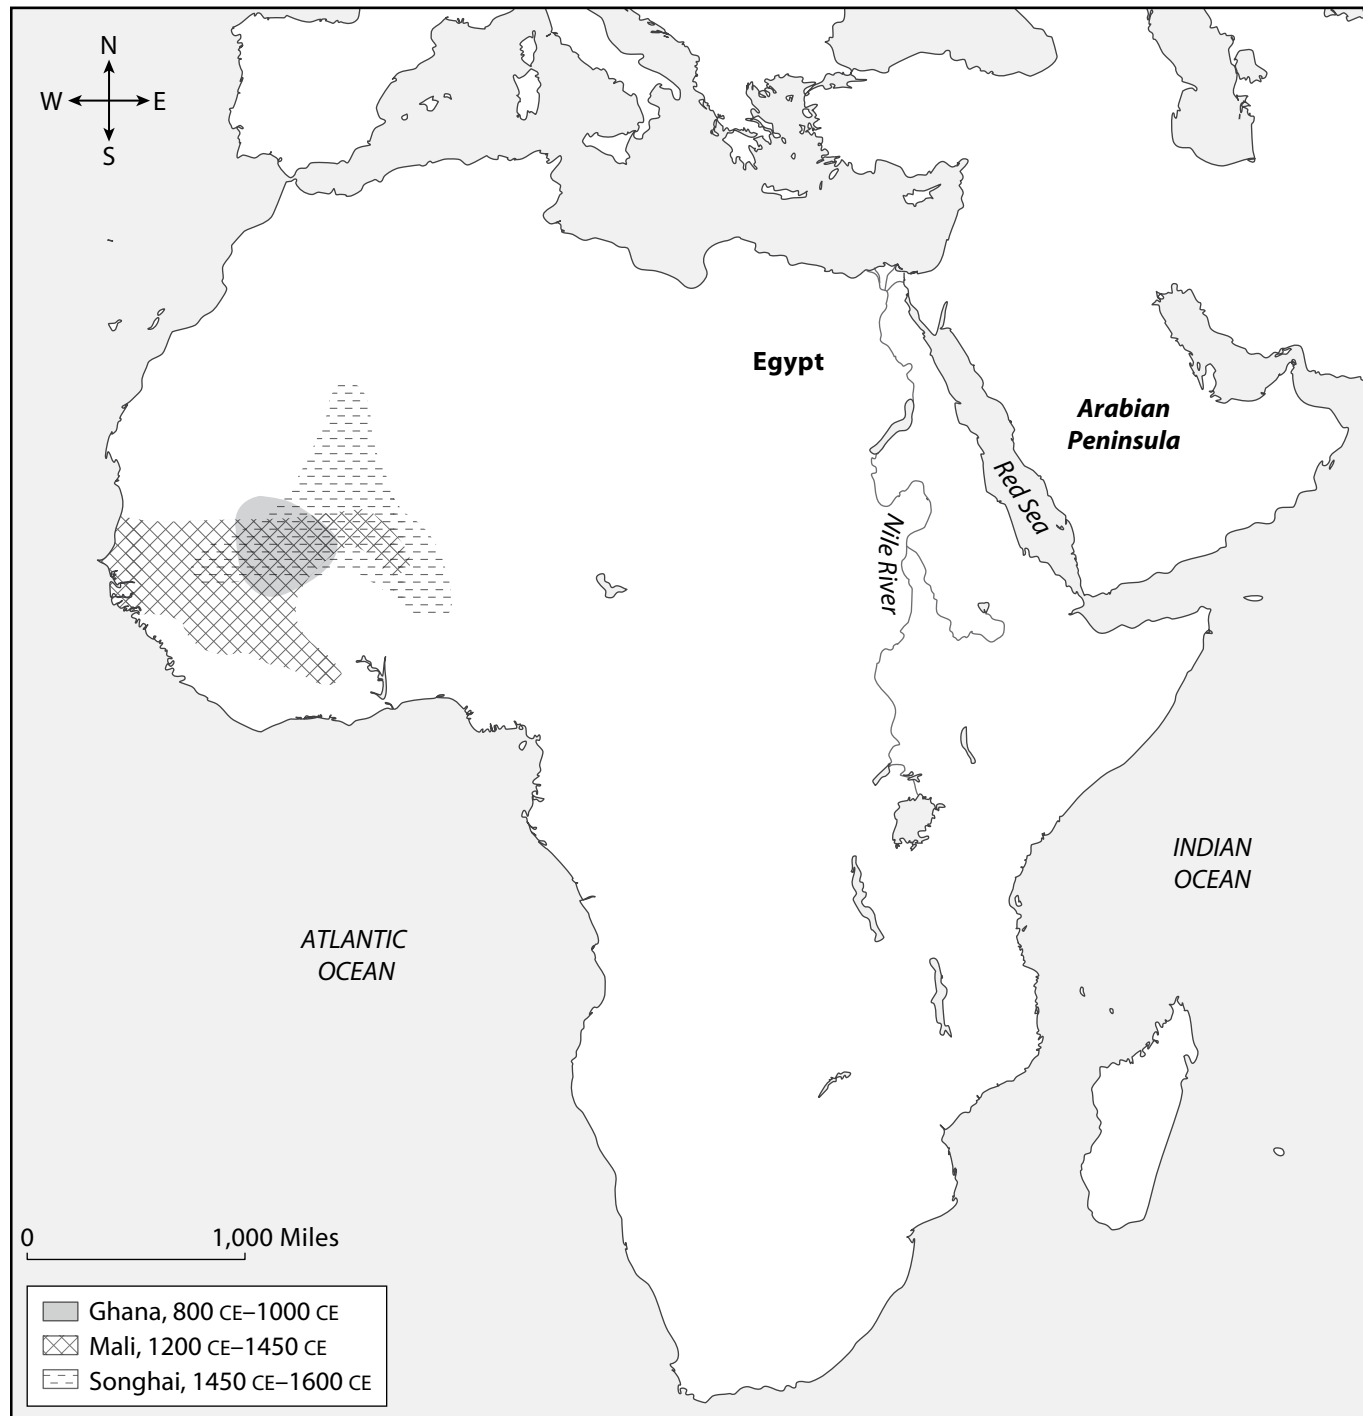 N
W
E
S
Egypt
Arabian
Peninsula
Red Sea
Nile River
INDIAN
OCEAN
ATLANTIC
OCEAN
0
1,000 Miles
Ghana, 800 CE–1000 CE
Mali, 1200 CE–1450 CE
Songhai, 1450 CE–1600 CE